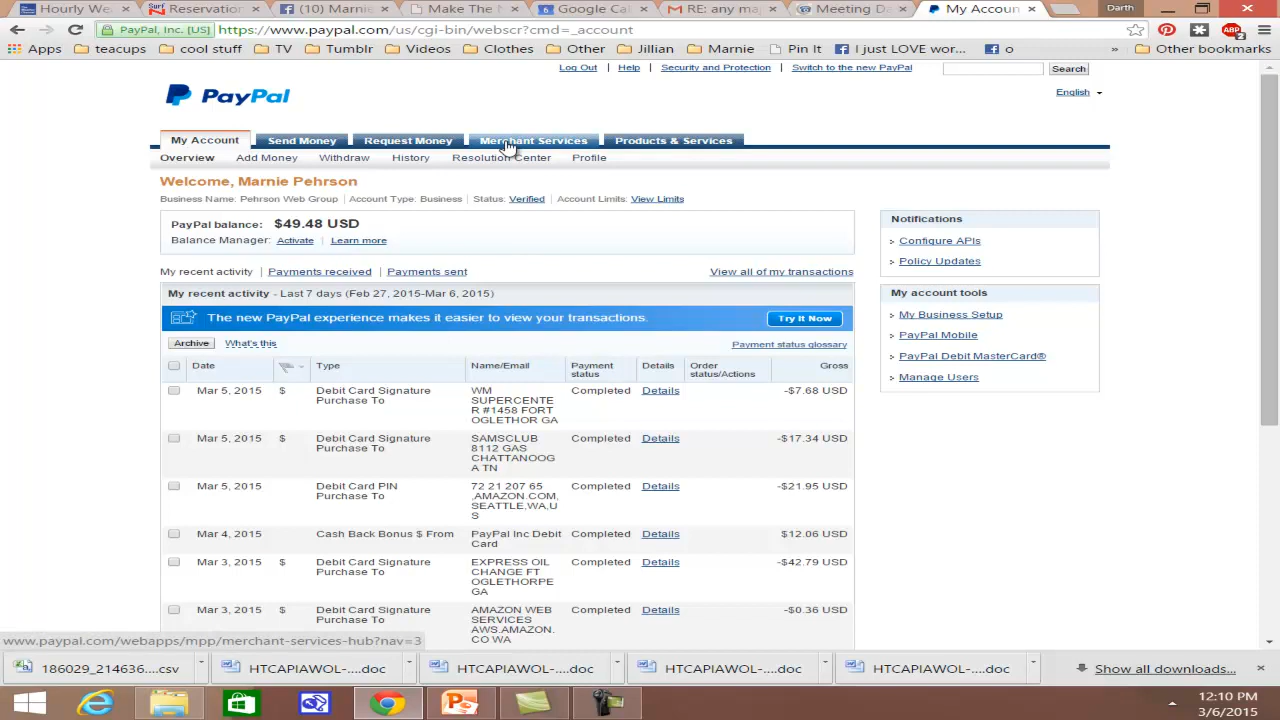 Hourly We
Reservation
(10) Marnie
Make The N
Google Cal
RE: any maj
Meeting Da
My Accoun
Darth
PayPal, Inc. [US]
https://www.paypal.com/us/cgi-bin/webscr?cmd=_account
Apps
teacups
cool stuff
TV
Tumblr
Videos
Clothes
Other
Jillian
Marnie
Pin It
I just LOVE wor...
o
»
Other bookmarks
Log Out | Help | Security and Protection | Switch to the new PayPal
Search
English
PayPal
My Account
Send Money
Request Money
Merchant Services
Products & Services
Overview
Add Money
Withdraw
History
Resolution Center
Profile
Welcome, Marnie Pehrson
Business Name: Pehrson Web Group | Account Type: Business | Status: Verified | Account Limits: View Limits
PayPal balance: $49.48 USD
Balance Manager: Activate | Learn more
My recent activity | Payments received | Payments sent
View all of my transactions
My recent activity - Last 7 days (Feb 27, 2015-Mar 6, 2015)
The new PayPal experience makes it easier to view your transactions.
Try It Now
Archive
What's this
Payment status glossary
Date
Type
Name/Email
Payment status
Details
Order status/Actions
Gross
Mar 5, 2015
$
Debit Card Signature
Purchase To
WM
SUPERCENTE
R #1458 FORT
OGLETHOR GA
Completed
Details
-$7.68 USD
Mar 5, 2015
$
Debit Card Signature
Purchase To
SAMSCLUB
8112 GAS
CHATTANOOG
A TN
Completed
Details
-$17.34 USD
Mar 5, 2015
Debit Card PIN
Purchase To
72 21 207 65
,AMAZON.COM,
SEATTLE,WA,U
S
Completed
Details
-$21.95 USD
Mar 4, 2015
Cash Back Bonus $ From
PayPal Inc Debit
Card
Completed
Details
$12.06 USD
Mar 3, 2015
$
Debit Card Signature
Purchase To
EXPRESS OIL
CHANGE FT
OGLETHORPE
GA
Completed
Details
-$42.79 USD
Mar 3, 2015
$
Debit Card Signature
Purchase To
AMAZON WEB
SERVICES
AWS.AMAZON.
CO WA
Completed
Details
-$0.36 USD
Notifications
Configure APIs
Policy Updates
My account tools
My Business Setup
PayPal Mobile
PayPal Debit MasterCard®
Manage Users
www.paypal.com/webapps/mpp/merchant-services-hub?nav=3
186029_214636....csv
HTCAPIAWOL-....doc
HTCAPIAWOL-....doc
HTCAPIAWOL-....doc
HTCAPIAWOL-....doc
Show all downloads...
12:10 PM
3/6/2015